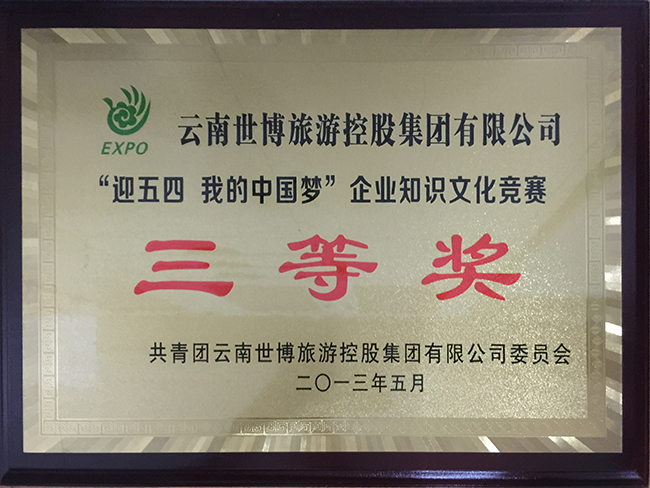 EXPO
云南世博旅游控股集团有限公司
“迎五四 我的中国梦”企业知识文化竞赛
三等奖
共青团云南世博旅游控股集团有限公司委员会
二〇一三年五月